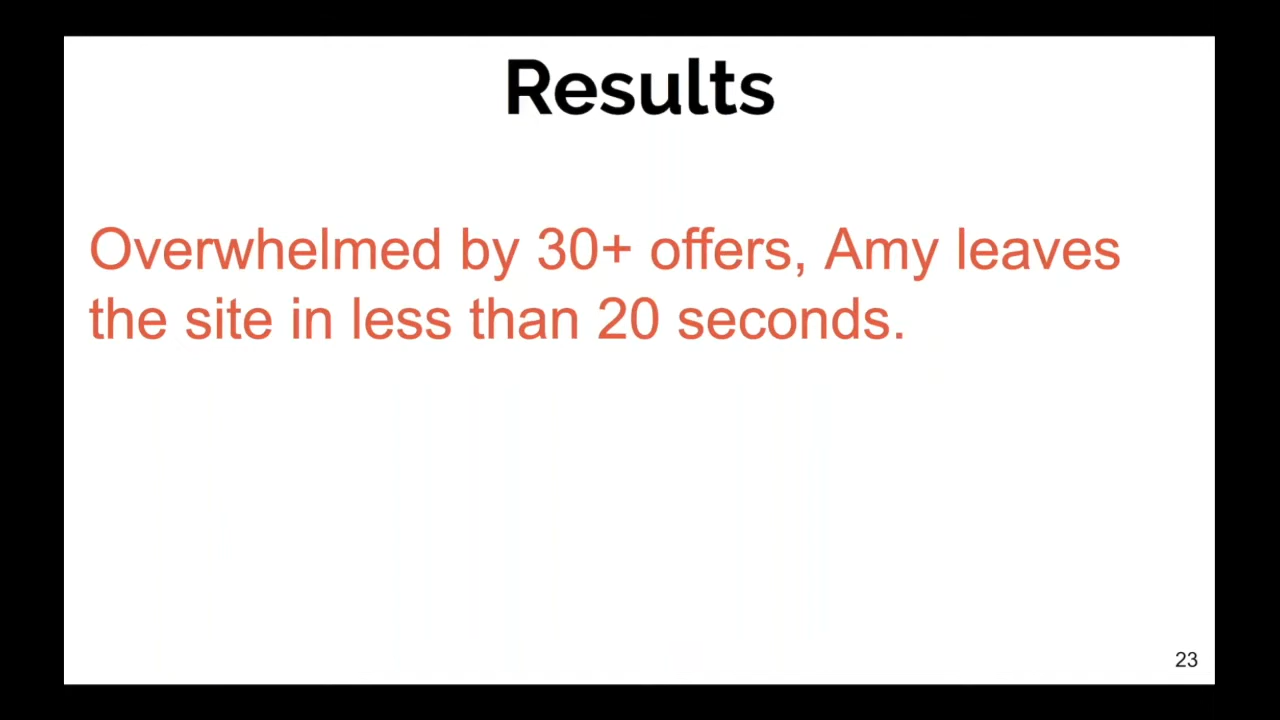 Results
Overwhelmed by 30+ offers, Amy leaves
the site in less than 20 seconds.
23